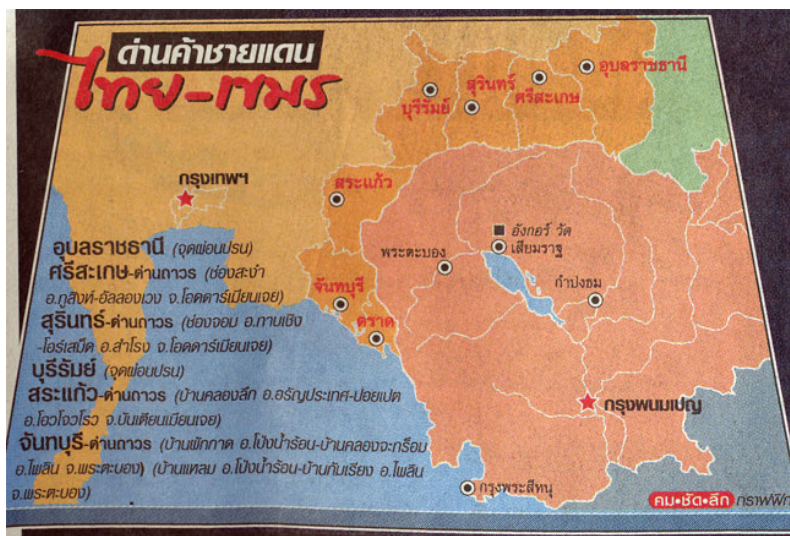 ด่านค้าชายแดน
ไทย-เขมร
อุบลราชธานี
สุรินทร์
ศรีสะเกษ
บุรีรัมย์
กรุงเทพฯ
สระแก้ว
อังกอร์ วัด
เสียมราฐ
พระตะบอง
กำปงธม
จันทบุรี
ตราด
กรุงพนมเปญ
กรุงพระสีหนุ
อุบลราชธานี (จุดผ่อนปรน)
ศรีสะเกษ-ด่านถาวร (ช่องสะงำ
อ.ภูสิงห์-อัลลองเวง จ.โอดดาร์เมียนเจย)
สุรินทร์-ด่านถาวร (ช่องจอม อ.กาบเชิง
-โอร์เสม็ด อ.สำโรง จ.โอดดาร์เมียนเจย)
บุรีรัมย์ (จุดผ่อนปรน)
สระแก้ว-ด่านถาวร (บ้านคลองลึก อ.อรัญประเทศ-ปอยเปต
อ.โอวโจวโรว จ.บันเตียนเมียนเจย)
จันทบุรี-ด่านถาวร (บ้านผักกาด อ.โป่งน้ำร้อน-บ้านคลองจะกร็อม
อ.ไพลิน จ.พระตะบอง) (บ้านแหลม อ.โป่งน้ำร้อน-บ้านกัมเรียง อ.ไพลิน
จ.พระตะบอง)
คม•ชัด•ลึก กราฟฟิก